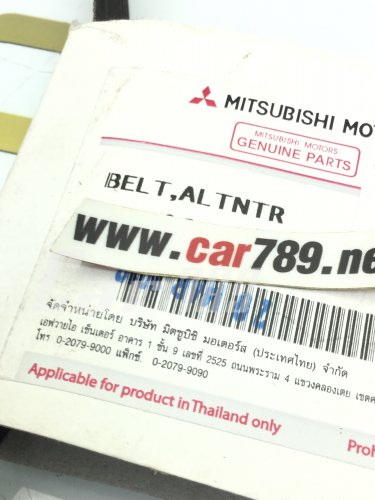 MITSUBISHI MO
MITSUBISHI MOTORS
GENUINE PARTS
BELT,ALTNTR
www.car789.ne
จัดจำหน่ายโดย บริษัท มิตซูบิชิ มอเตอร์ส (ประเทศไทย) จำกัด
เอฟวายไอ เซ็นเตอร์ อาคาร 1 ชั้น 9 เลขที่ 2525 ถนนพระราม 4 แขวงคลองเตย เขตค
โทร 0-2079-9000 แฟ็กซ์. 0-2079-9090
Applicable for product in Thailand only
Proh